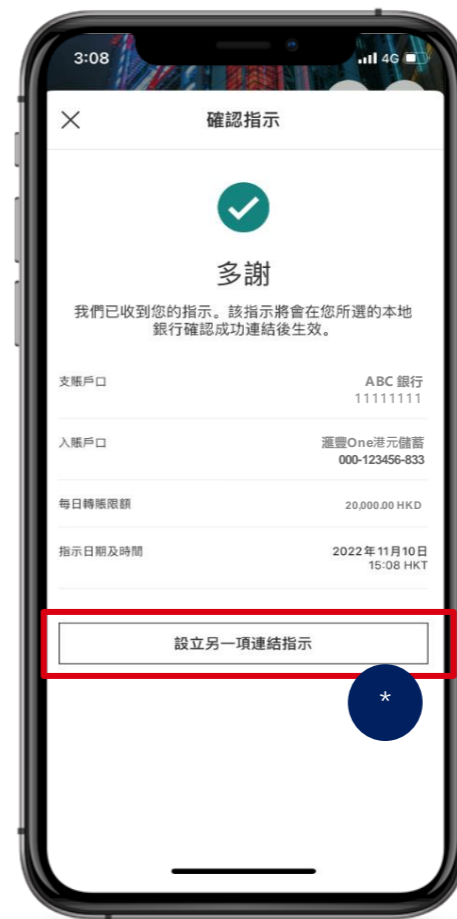 3:08
4G
確認指示
多謝
我們已收到您的指示。該指示將會在您所選的本地
銀行確認成功連結後生效。
支賬戶口
ABC 銀行
11111111
入賬戶口
滙豐One港元儲蓄
000-123456-833
每日轉賬限額
20,000.00 HKD
指示日期及時間
2022年11月10日
15:08 HKT
設立另一項連結指示
*